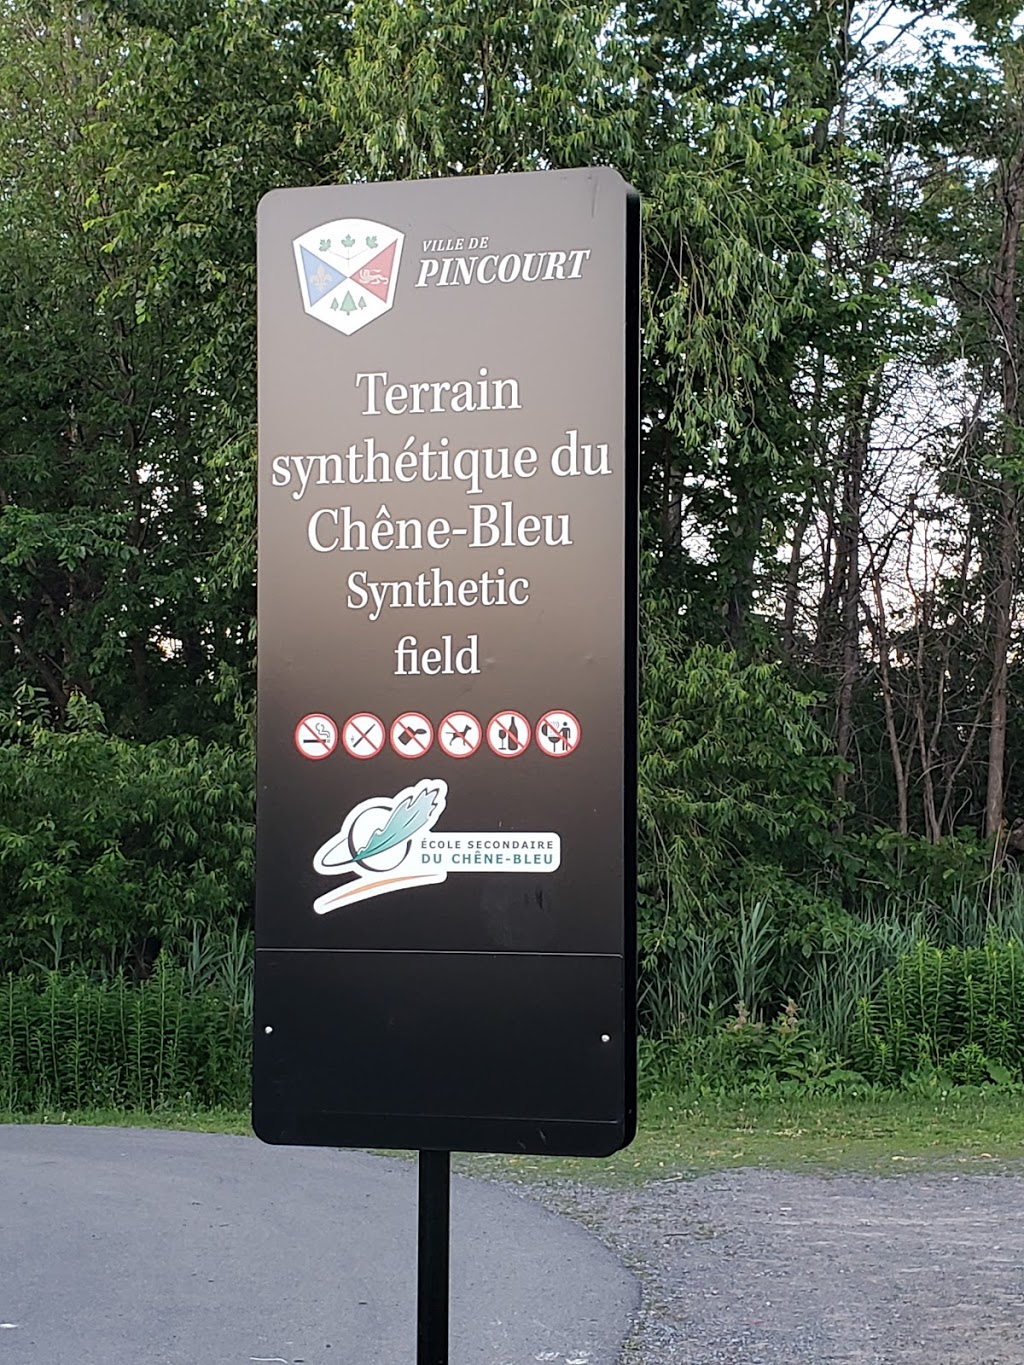 VILLE DE
PINCOURT
Terrain
synthétique du
Chêne-Bleu
Synthetic
field
ÉCOLE SECONDAIRE
DU CHÊNE-BLEU